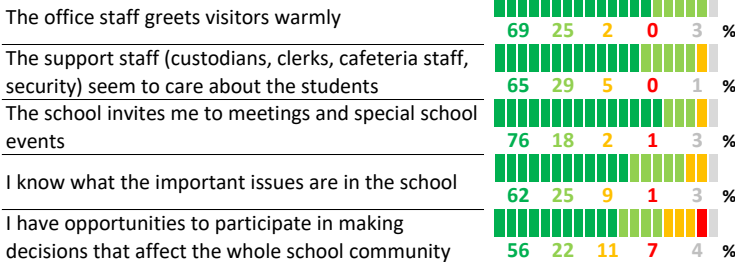 The office staff greets visitors warmly
69 25 2 0 3 %
The support staff (custodians, clerks, cafeteria staff,
security) seem to care about the students
65 29 5 0 1 %
The school invites me to meetings and special school
events
76 18 2 1 3 %
I know what the important issues are in the school
62 25 9 1 3 %
I have opportunities to participate in making
decisions that affect the whole school community
56 22 11 7 4 %